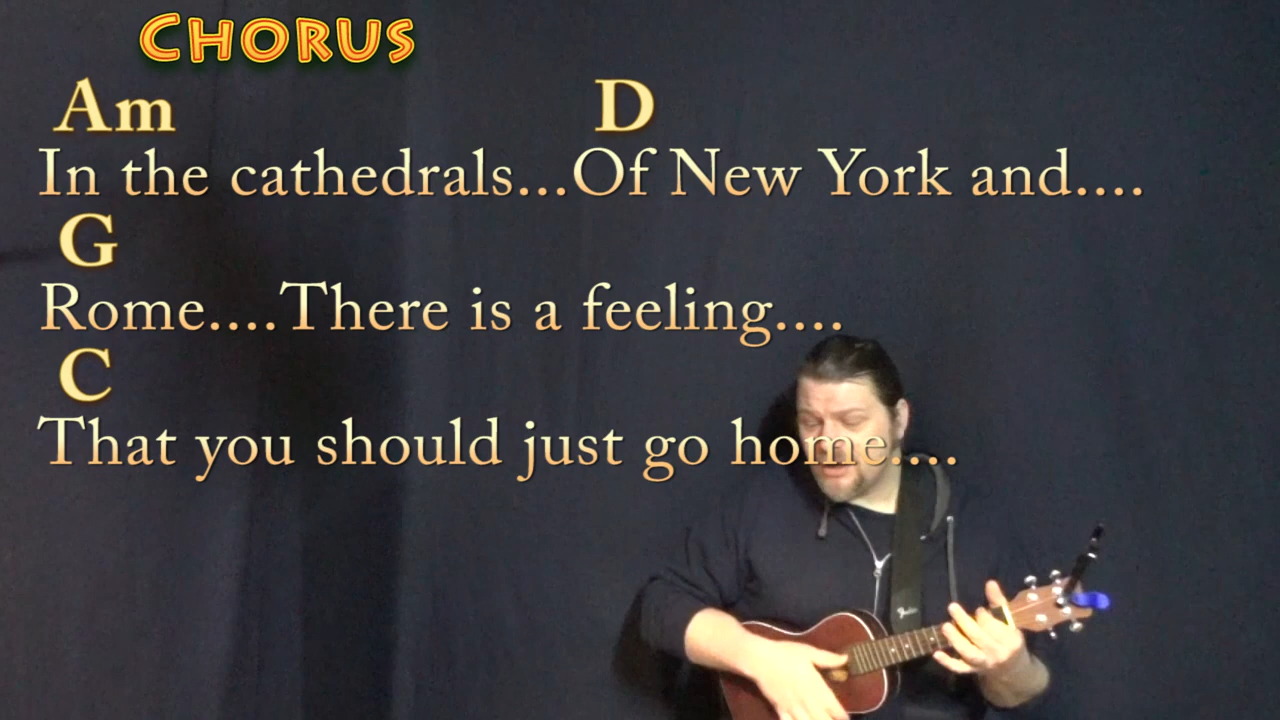 CHORUS
Am D
In the cathedrals...Of New York and....
G
Rome....There is a feeling....
C
That you should just go home....
Fender